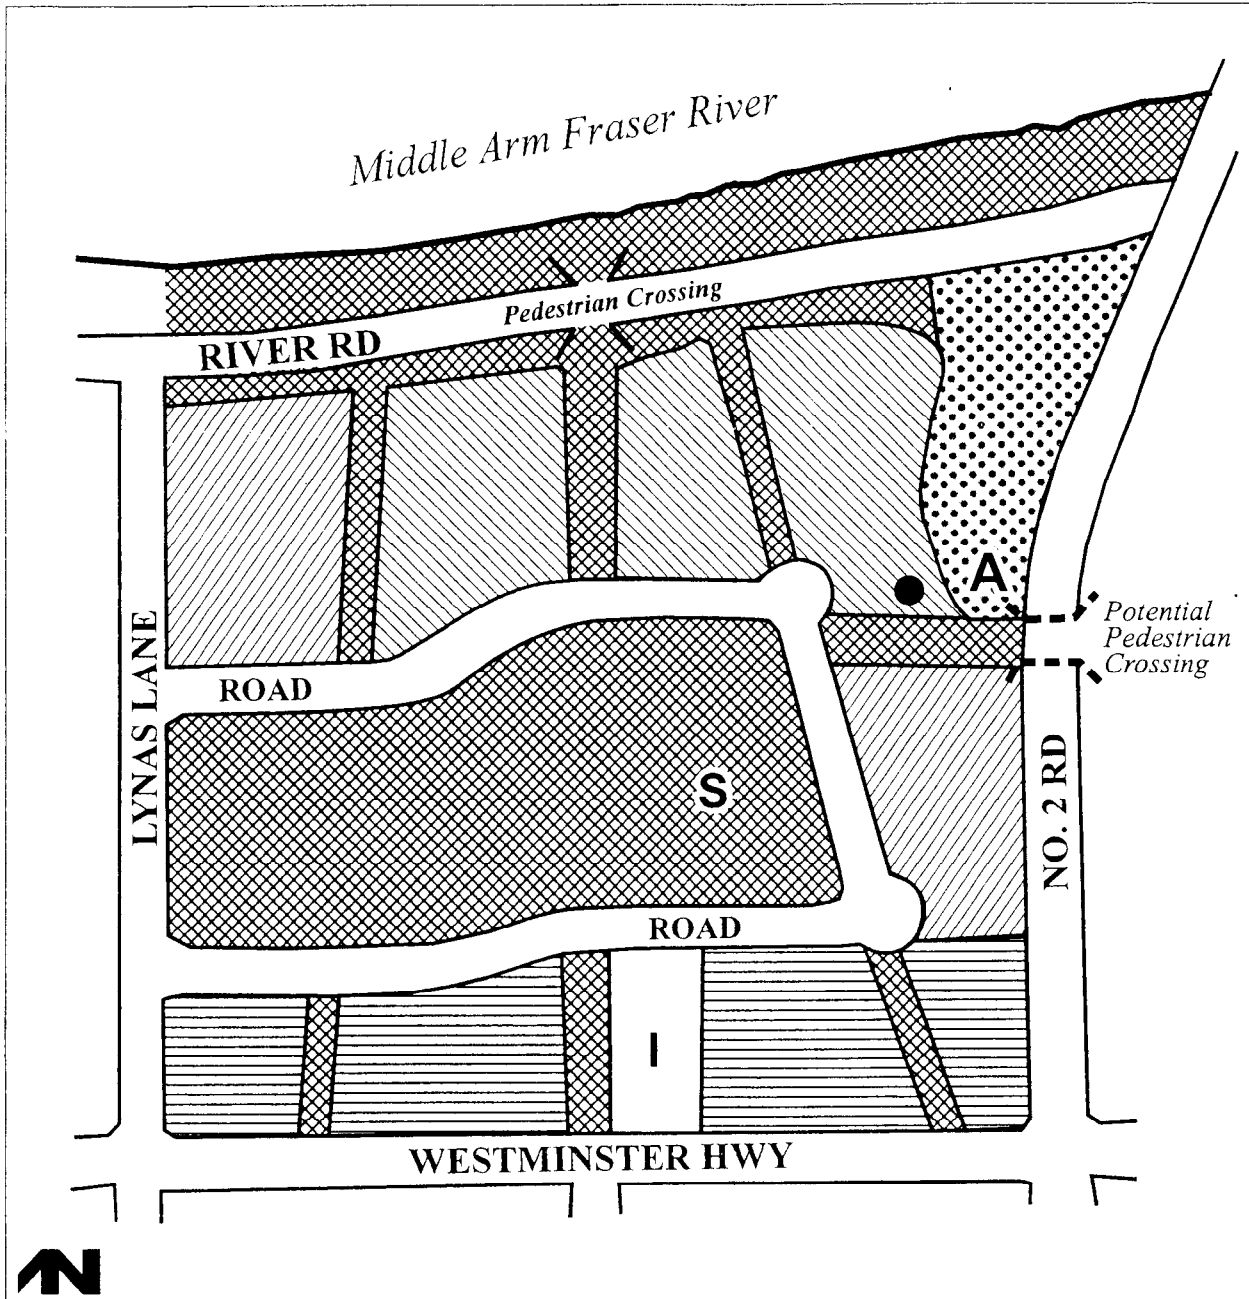 Middle Arm Fraser River
Pedestrian Crossing
RIVER RD
A
Potential
Pedestrian
Crossing
LYNAS LANE
ROAD
S
NO. 2 RD
ROAD
I
WESTMINSTER HWY
N